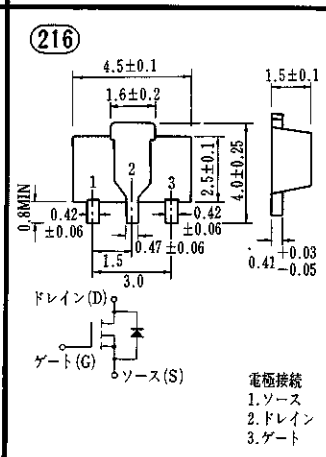 216
4.5±0.1
1.6±0.2
1.5±0.1
2.5±0.1
4.0±0.25
0.8MIN
1
2
3
0.42
±0.06
0.42
±0.06
0.47±0.06
1.5
3.0
0.41 +0.03
-0.05
ドレイン(D)
ゲート(G)
ソース(S)
電極接続
1.ソース
2.ドレイン
3.ゲート